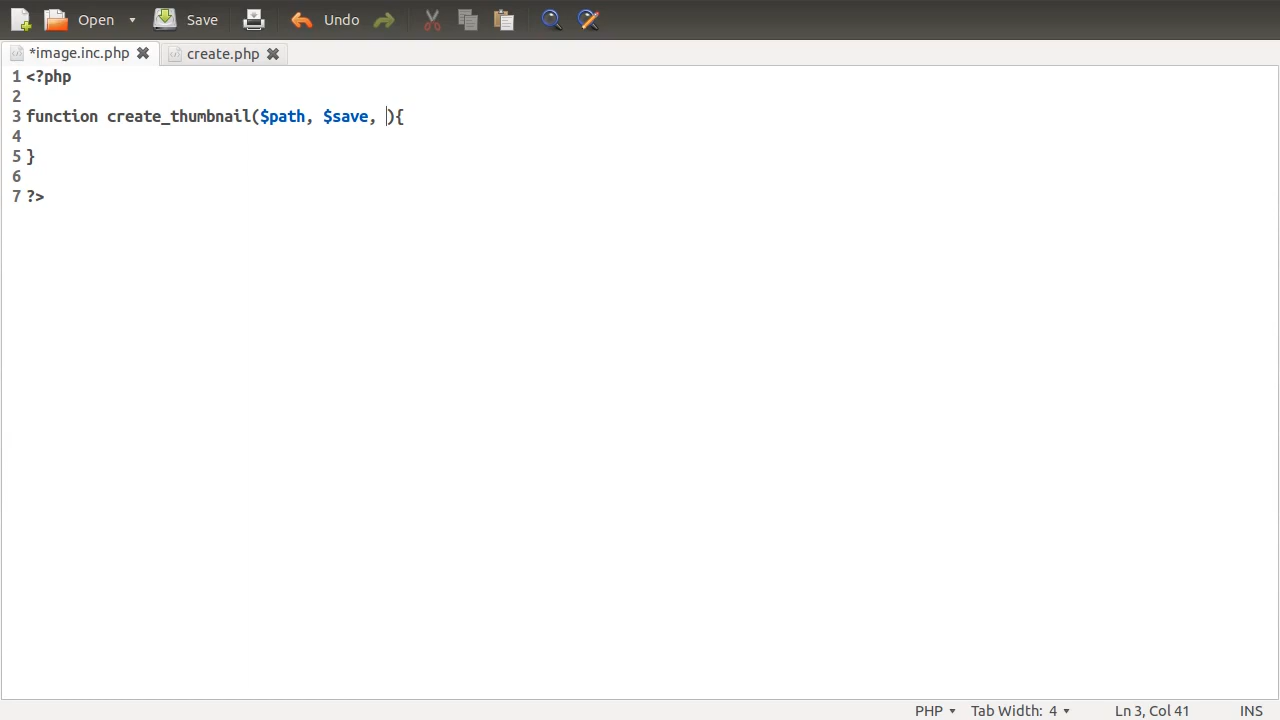 Open Save Undo
*image.inc.php create.php
1 <?php
2
3 function create_thumbnail($path, $save, ){
4
5 }
6
7 ?>
PHP Tab Width: 4 Ln 3, Col 41 INS